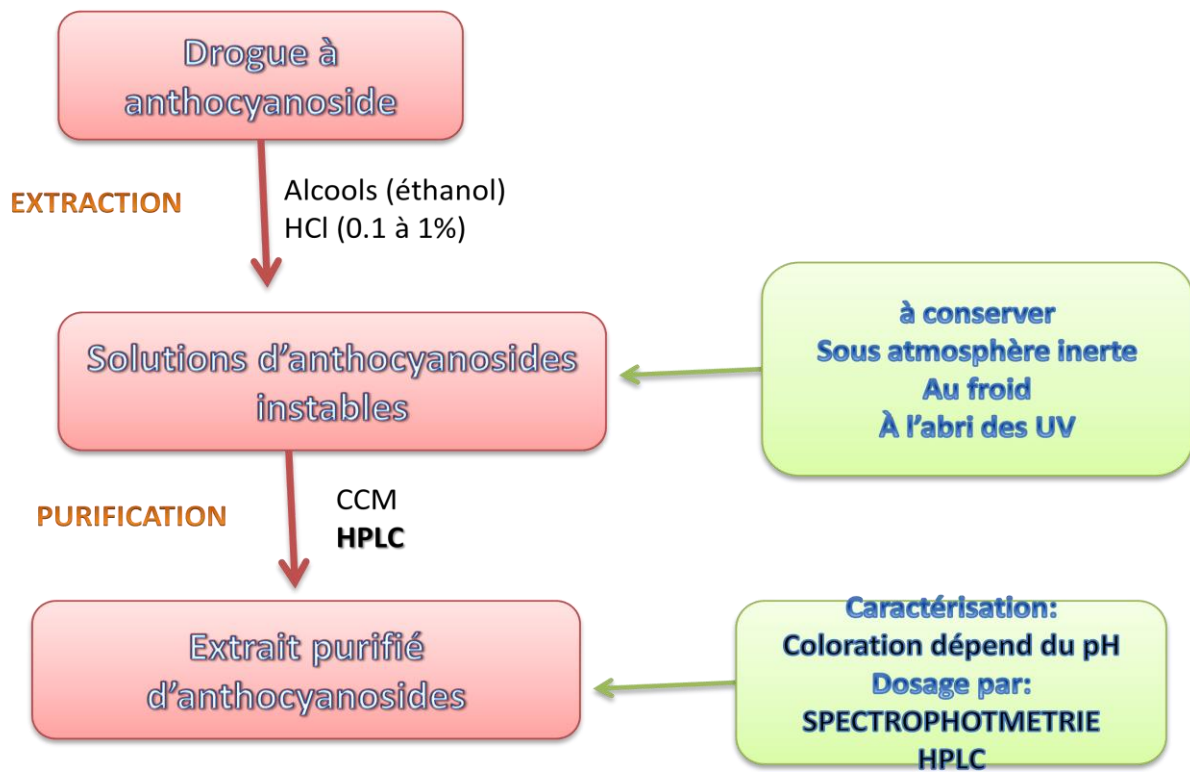 Drogue à
anthocyanoside
EXTRACTION
Alcools (éthanol)
HCl (0.1 à 1%)
Solutions d'anthocyanosides
instables
à conserver
Sous atmosphère inerte
Au froid
À l'abri des UV
PURIFICATION
CCM
HPLC
Extrait purifié
d'anthocyanosides
Caractérisation:
Coloration dépend du pH
Dosage par:
SPECTROPHOTMETRIE
HPLC